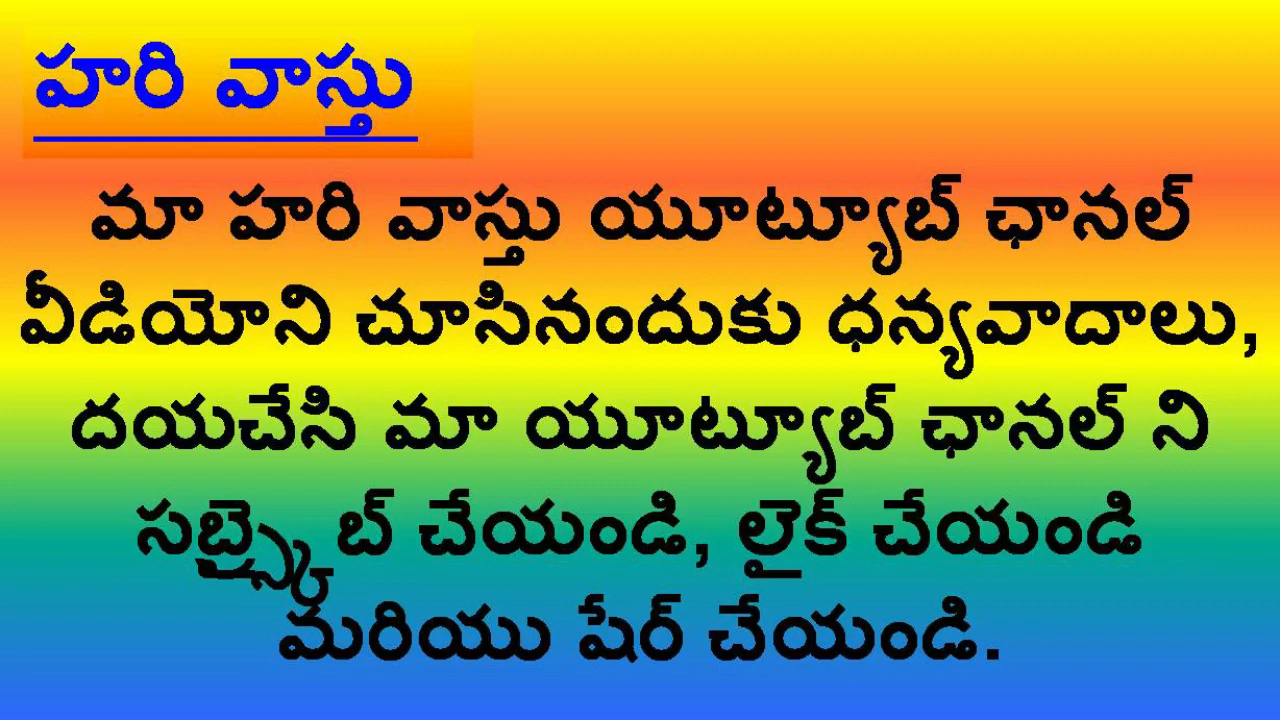 హరి వాస్తు
మా హరి వాస్తు యూట్యూబ్ ఛానల్
వీడియోని చూసినందుకు ధన్యవాదాలు,
దయచేసి మా యూట్యూబ్ ఛానల్ ని
సబ్స్క్రైబ్ చేయండి, లైక్ చేయండి
మరియు షేర్ చేయండి.